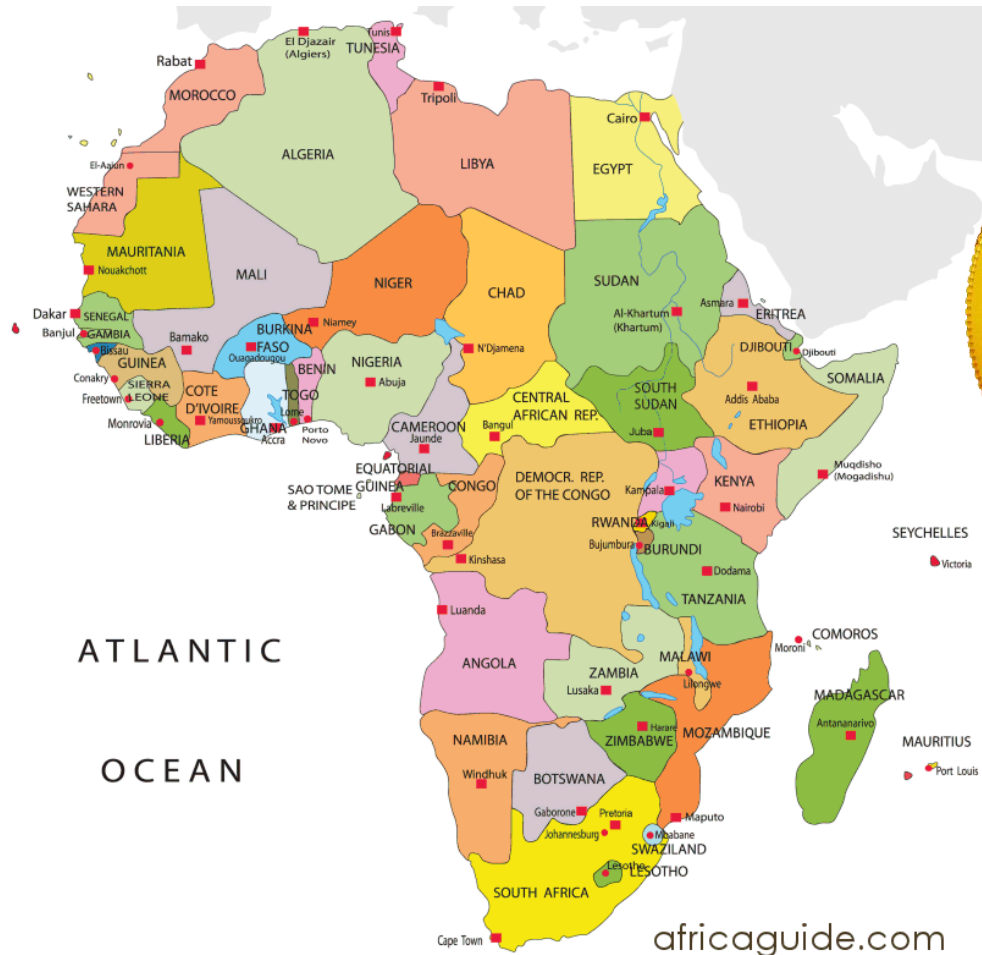 El Djazair
(Algiers)
Tunis
TUNESIA
Rabat
MOROCCO
Tripoli
Cairo
ALGERIA
LIBYA
EGYPT
El-Aaiun
WESTERN
SAHARA
MAURITANIA
Nouakchott
MALI
NIGER
CHAD
SUDAN
Al-Khartum
(Khartum)
Asmara
ERITREA
Dakar
SENEGAL
Banjul
GAMBIA
Bissau
Bamako
BURKINA
FASO
Ouagadougou
Niamey
N'Djamena
DJIBOUTI
Djibouti
GUINEA
Conakry
SIERRA
LEONE
Freetown
Monrovia
LIBERIA
COTE
D'IVOIRE
Yamoussoukro
GHANA
Accra
TOGO
Lome
BENIN
Porto
Novo
NIGERIA
Abuja
CENTRAL
AFRICAN REP.
Bangul
SOUTH
SUDAN
Juba
Addis Ababa
ETHIOPIA
SOMALIA
Muqdisho
(Mogadishu)
CAMEROON
Jaunde
EQUATORIAL
GUINEA
SAO TOME
& PRINCIPE
Labreville
GABON
CONGO
Brazzaville
Kinshasa
DEMOCR. REP.
OF THE CONGO
Kampala
KENYA
Nairobi
RWANDA
Kigali
Bujumbura
BURUNDI
Dodama
TANZANIA
SEYCHELLES
Victoria
Luanda
ANGOLA
ZAMBIA
Lusaka
MALAWI
Lilongwe
COMOROS
Moroni
MADAGASCAR
Antananarivo
ATLANTIC
OCEAN
NAMIBIA
Windhuk
BOTSWANA
Gaborone
ZIMBABWE
Harare
MOZAMBIQUE
MAURITIUS
Port Louis
Pretoria
Johannesburg
Maputo
Mbabane
SWAZILAND
Lesotho
LESOTHO
SOUTH AFRICA
Cape Town
africaguide.com